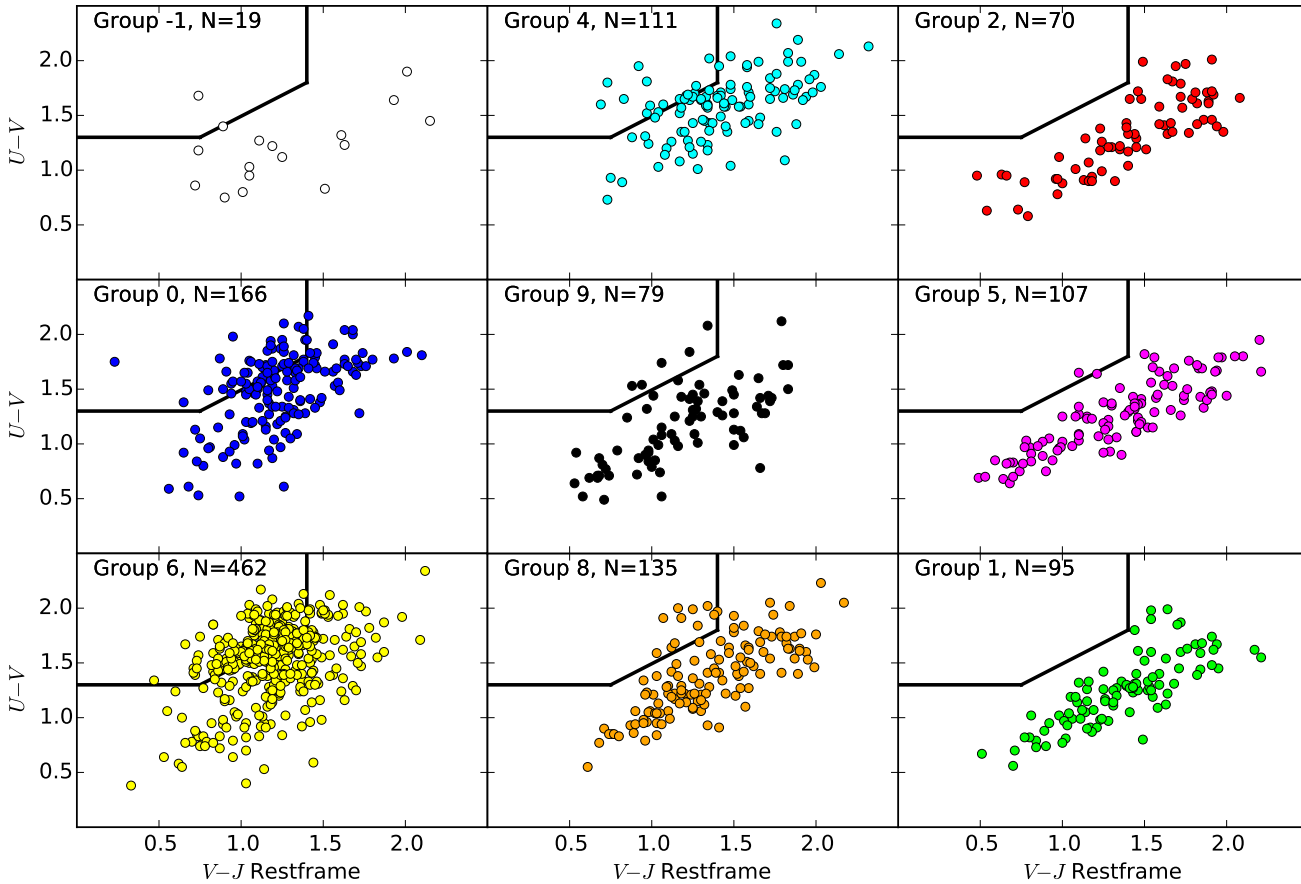 Group -1, N=19
Group 4, N=111
Group 2, N=70
2.0
1.5
1.0
0.5
U−V
Group 0, N=166
Group 9, N=79
Group 5, N=107
2.0
1.5
1.0
0.5
U−V
Group 6, N=462
Group 8, N=135
Group 1, N=95
2.0
1.5
1.0
0.5
U−V
0.5 1.0 1.5 2.0
0.5 1.0 1.5 2.0
0.5 1.0 1.5 2.0
V−J Restframe
V−J Restframe
V−J Restframe